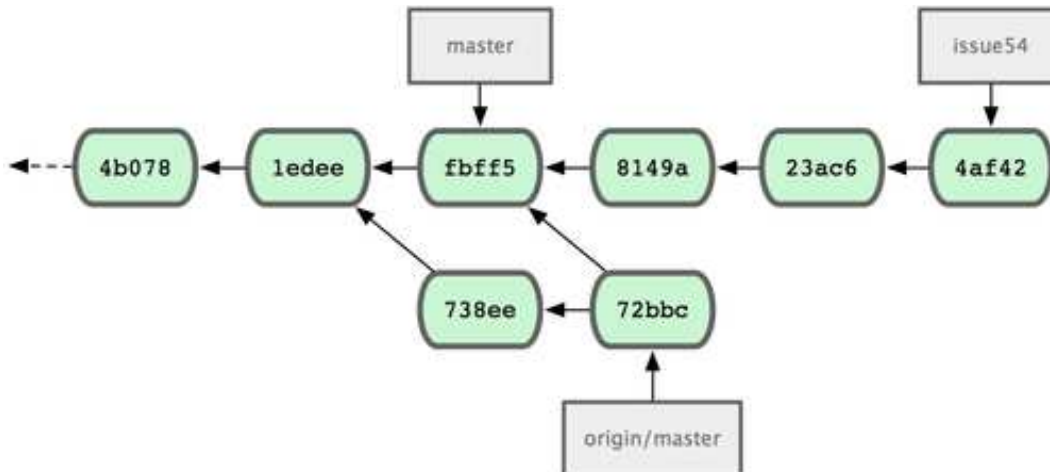 master issue54
4b078 1edee fbff5 8149a 23ac6 4af42
738ee 72bbc
origin/master